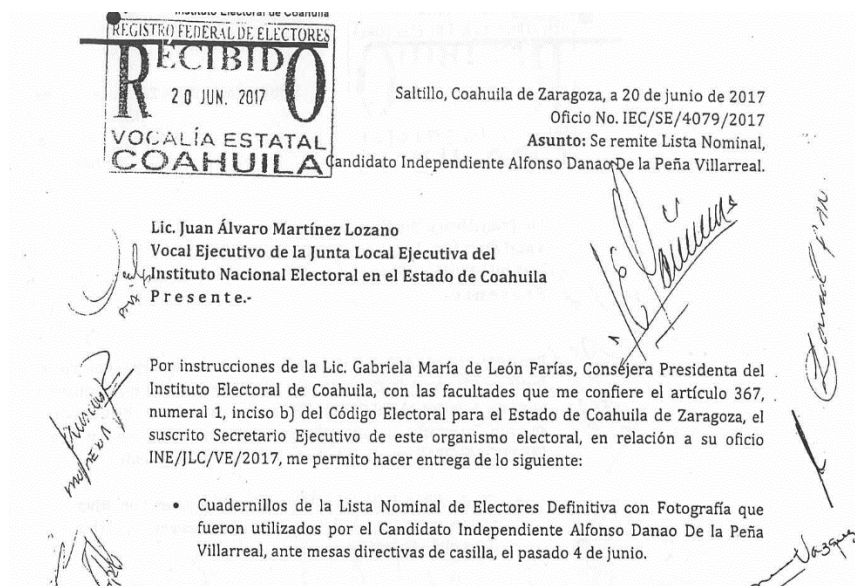 Instituto Electoral de Coahuila
REGISTRO FEDERAL DE ELECTORES
RECIBIDO
20 JUN. 2017
VOCALÍA ESTATAL
COAHUILA
Saltillo, Coahuila de Zaragoza, a 20 de junio de 2017
Oficio No. IEC/SE/4079/2017
Asunto: Se remite Lista Nominal,
Candidato Independiente Alfonso Danao De la Peña Villarreal.
Lic. Juan Álvaro Martínez Lozano
Vocal Ejecutivo de la Junta Local Ejecutiva del
Instituto Nacional Electoral en el Estado de Coahuila
P r e s e n t e.-
Por instrucciones de la Lic. Gabriela María de León Farías, Consejera Presidenta del
Instituto Electoral de Coahuila, con las facultades que me confiere el artículo 367,
numeral 1, inciso b) del Código Electoral para el Estado de Coahuila de Zaragoza, el
suscrito Secretario Ejecutivo de este organismo electoral, en relación a su oficio
INE/JLC/VE/2017, me permito hacer entrega de lo siguiente:
• Cuadernillos de la Lista Nominal de Electores Definitiva con Fotografía que
fueron utilizados por el Candidato Independiente Alfonso Danao De la Peña
Villarreal, ante mesas directivas de casilla, el pasado 4 de junio.
Vazquez